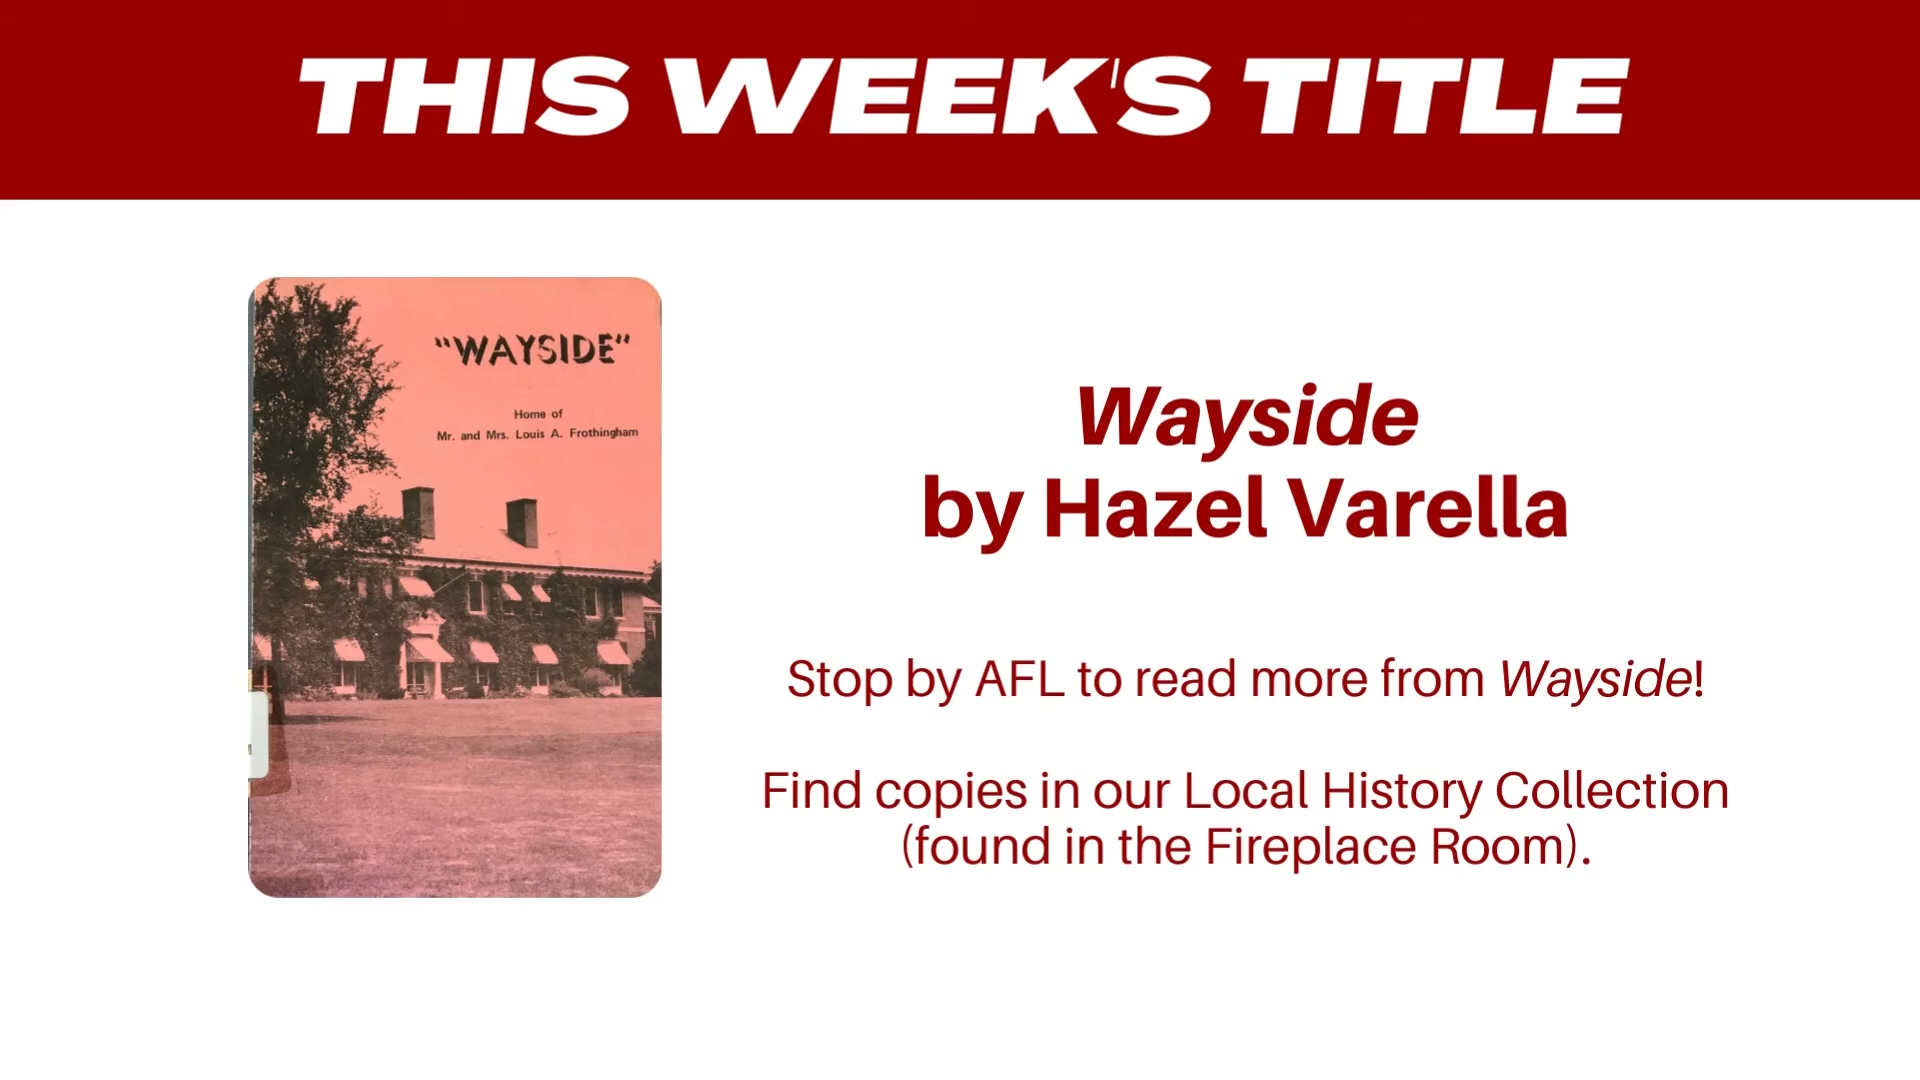 THIS WEEK'S TITLE
"WAYSIDE"
Home of
Mr. and Mrs. Louis A. Frothingham
Wayside
by Hazel Varella
Stop by AFL to read more from Wayside!
Find copies in our Local History Collection
(found in the Fireplace Room).